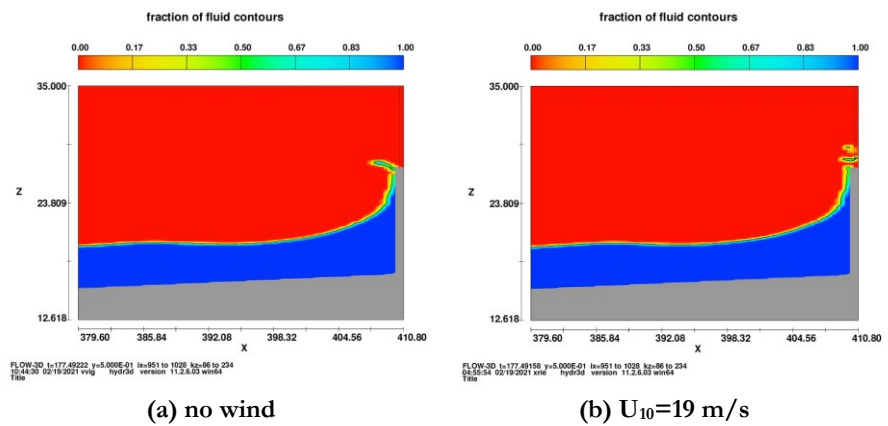 fraction of fluid contours
0.00 0.17 0.33 0.50 0.67 0.83 1.00
35.000
Z
23.809
12.618
379.60 385.84 392.08 398.32 404.56 410.80
X
FLOW-3D t=177.49222 y=5.000E-01 ix=951 to 1028 kz=86 to 234
10:44:30 02/19/2021 vvig hydr3d version 11.2.6.03 win64
Title
(a) no wind
fraction of fluid contours
0.00 0.17 0.33 0.50 0.67 0.83 1.00
35.000
Z
23.809
12.618
379.60 385.84 392.08 398.32 404.56 410.80
X
FLOW-3D t=177.49158 y=5.000E-01 ix=951 to 1028 kz=86 to 234
04:55:54 02/19/2021 xrie hydr3d version 11.2.6.03 win64
Title
(b) U₁₀=19 m/s